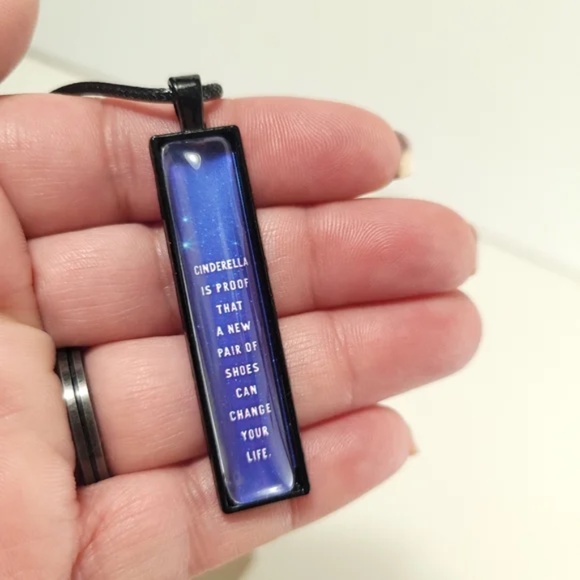 CINDERELLA
IS PROOF
THAT
A NEW
PAIR OF
SHOES
CAN
CHANGE
YOUR
LIFE.